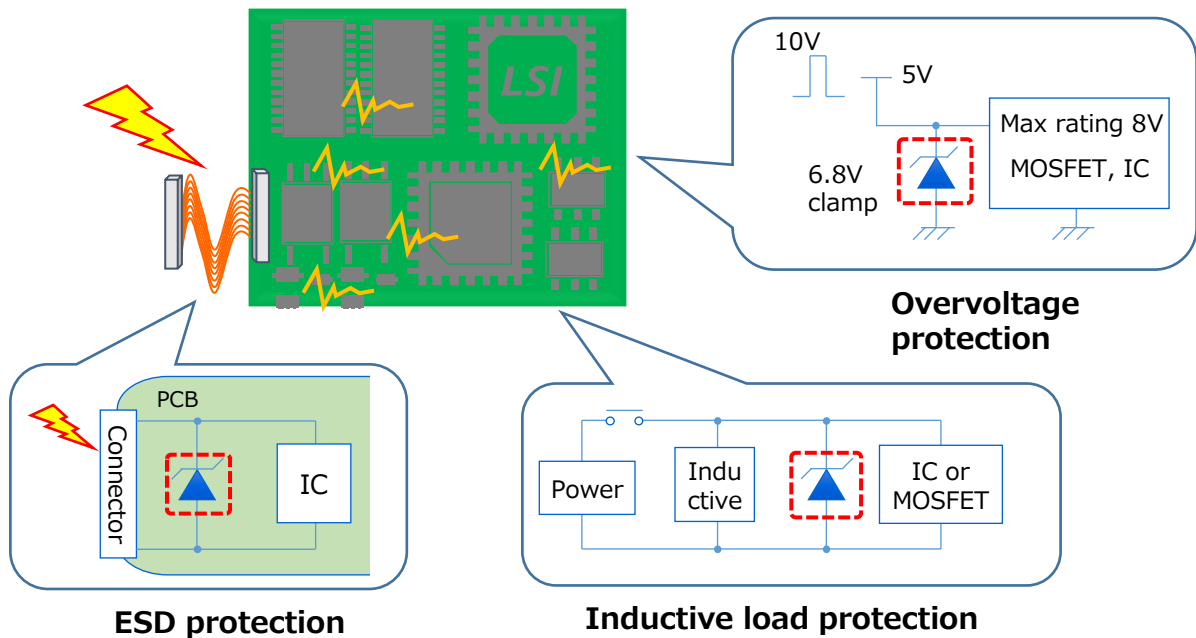 LSI
10V
5V
Max rating 8V
MOSFET, IC
6.8V
clamp
Overvoltage
protection
PCB
Connector
IC
ESD protection
Power
Indu
ctive
IC or
MOSFET
Inductive load protection